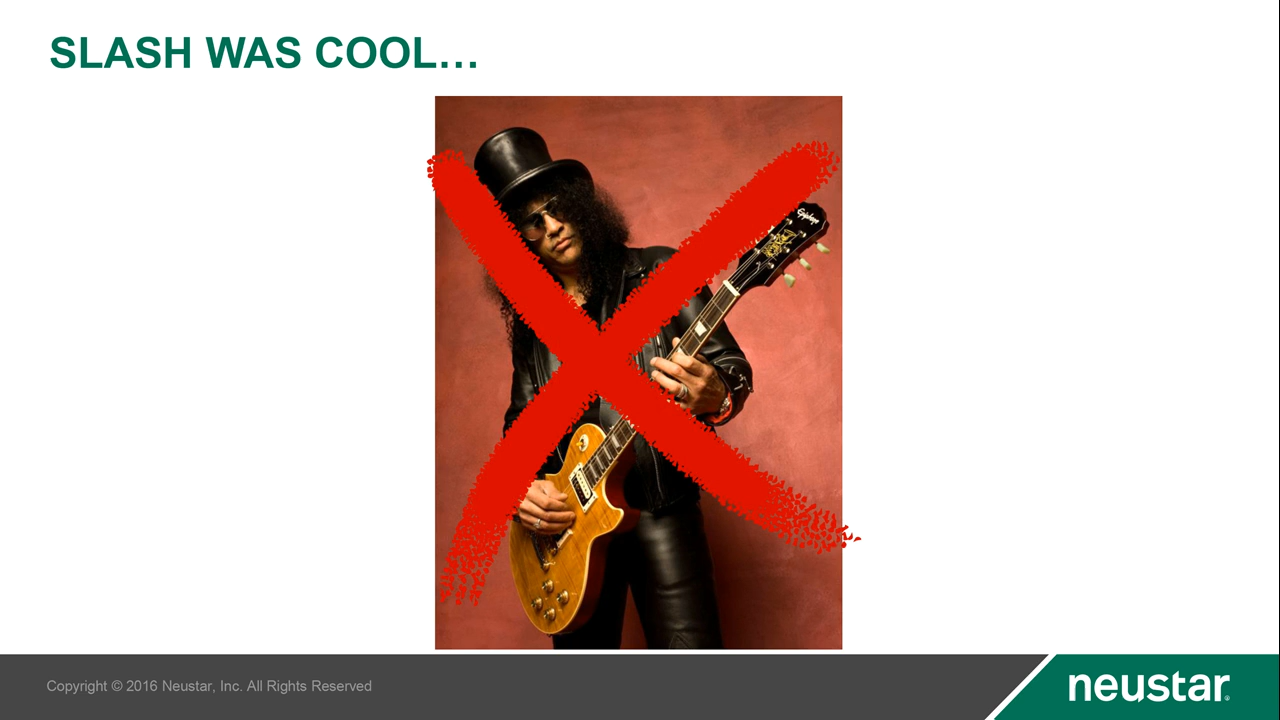 SLASH WAS COOL…
Epiphone
Copyright © 2016 Neustar, Inc. All Rights Reserved
neustar®